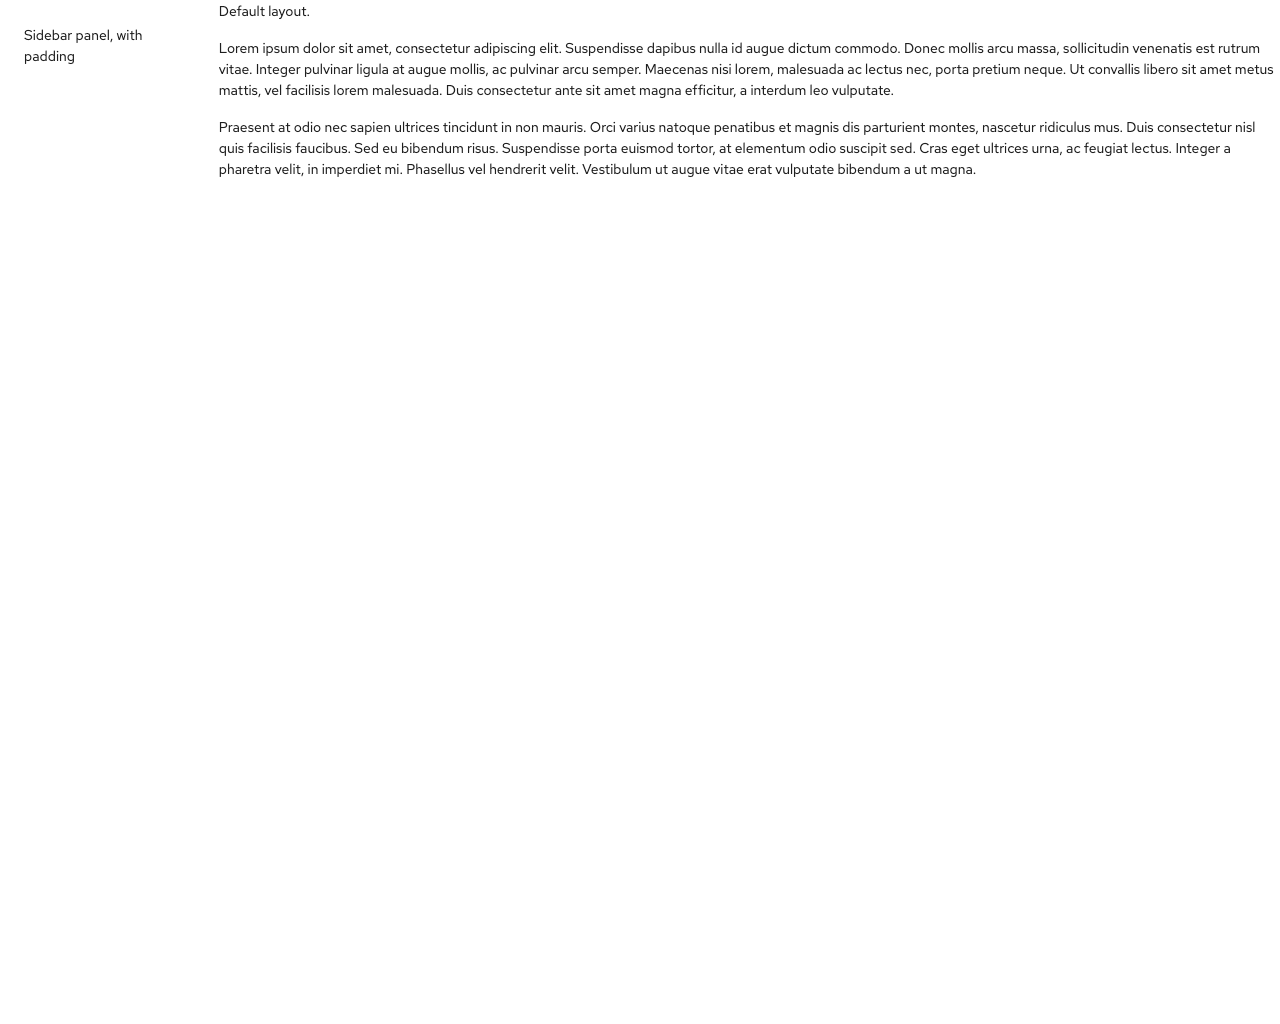 Sidebar panel, with
padding
Default layout.
Lorem ipsum dolor sit amet, consectetur adipiscing elit. Suspendisse dapibus nulla id augue dictum commodo. Donec mollis arcu massa, sollicitudin venenatis est rutrum
vitae. Integer pulvinar ligula at augue mollis, ac pulvinar arcu semper. Maecenas nisi lorem, malesuada ac lectus nec, porta pretium neque. Ut convallis libero sit amet metus
mattis, vel facilisis lorem malesuada. Duis consectetur ante sit amet magna efficitur, a interdum leo vulputate.
Praesent at odio nec sapien ultrices tincidunt in non mauris. Orci varius natoque penatibus et magnis dis parturient montes, nascetur ridiculus mus. Duis consectetur nisl
quis facilisis faucibus. Sed eu bibendum risus. Suspendisse porta euismod tortor, at elementum odio suscipit sed. Cras eget ultrices urna, ac feugiat lectus. Integer a
pharetra velit, in imperdiet mi. Phasellus vel hendrerit velit. Vestibulum ut augue vitae erat vulputate bibendum a ut magna.